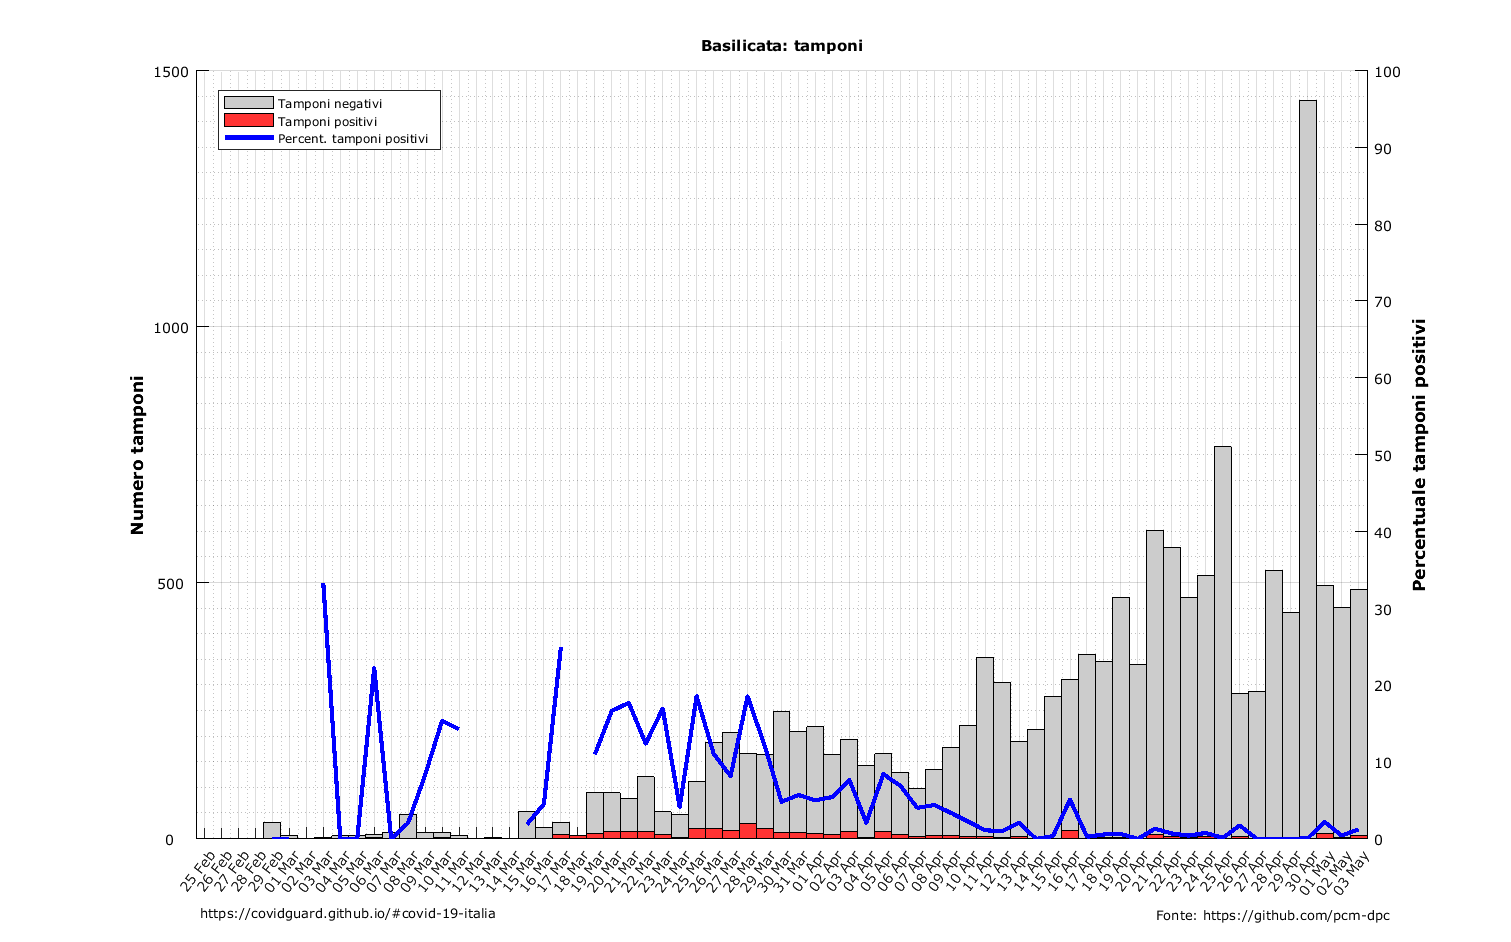 Basilicata: tamponi
Tamponi negativi
Tamponi positivi
Percent. tamponi positivi
Numero tamponi
1500
1000
500
0
Percentuale tamponi positivi
100
90
80
70
60
50
40
30
20
10
0
25 Feb
26 Feb
27 Feb
28 Feb
29 Feb
01 Mar
02 Mar
03 Mar
04 Mar
05 Mar
06 Mar
07 Mar
08 Mar
09 Mar
10 Mar
11 Mar
12 Mar
13 Mar
14 Mar
15 Mar
16 Mar
17 Mar
18 Mar
19 Mar
20 Mar
21 Mar
22 Mar
23 Mar
24 Mar
25 Mar
26 Mar
27 Mar
28 Mar
29 Mar
30 Mar
31 Mar
01 Apr
02 Apr
03 Apr
04 Apr
05 Apr
06 Apr
07 Apr
08 Apr
09 Apr
10 Apr
11 Apr
12 Apr
13 Apr
14 Apr
15 Apr
16 Apr
17 Apr
18 Apr
19 Apr
20 Apr
21 Apr
22 Apr
23 Apr
24 Apr
25 Apr
26 Apr
27 Apr
28 Apr
29 Apr
30 Apr
01 May
02 May
03 May
https://covidguard.github.io/#covid-19-italia
Fonte: https://github.com/pcm-dpc